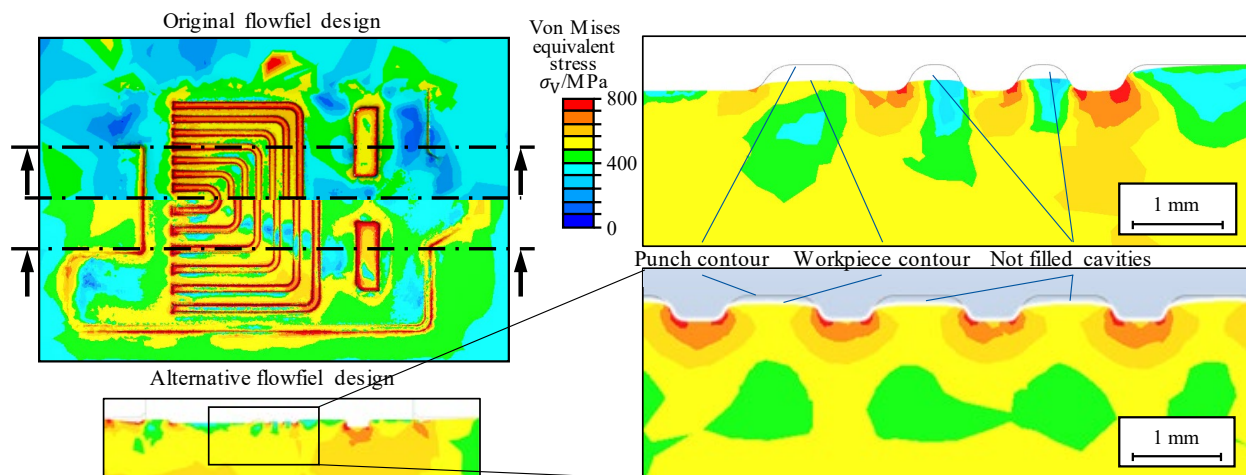 Original flowfiel design
Von Mises
equivalent
stress
σV/MPa
800
400
0
1 mm
Punch contour
Workpiece contour
Not filled cavities
Alternative flowfiel design
1 mm